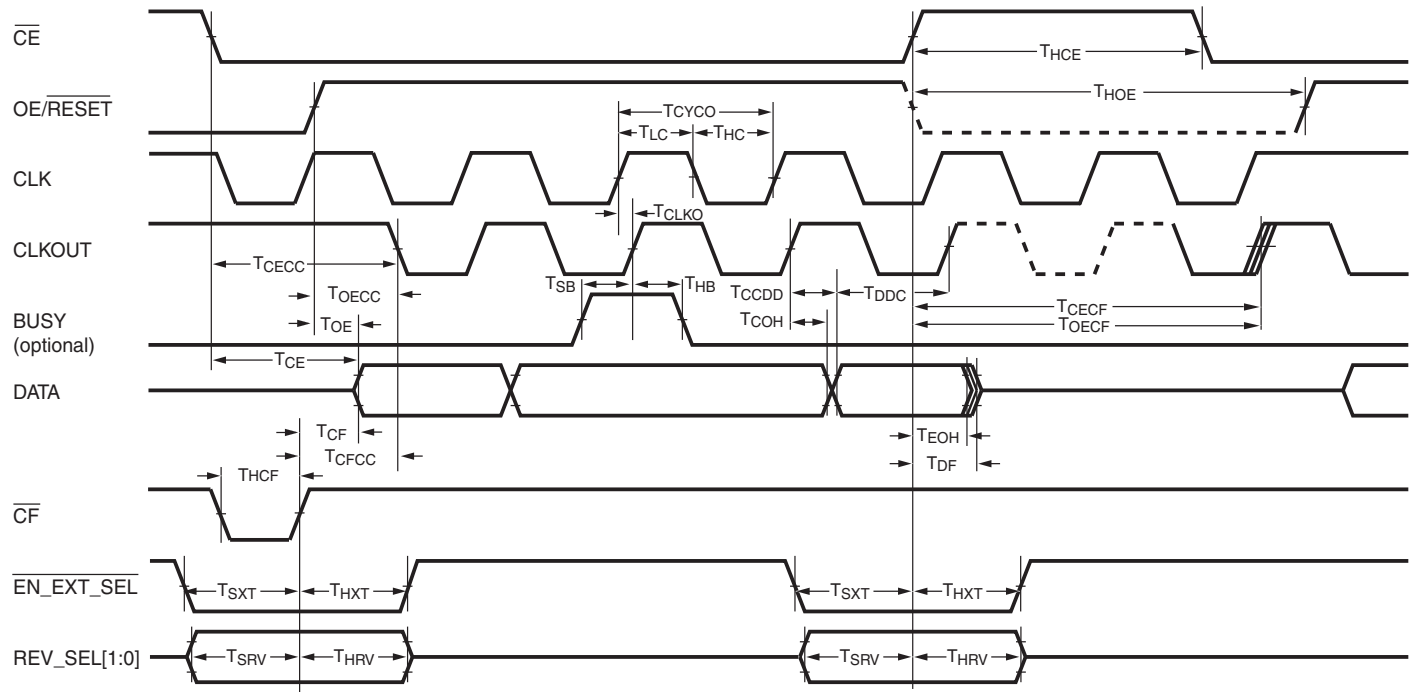 CE
THCE
OE/RESET
THOE
TCYCO
TLC
THC
CLK
TCLKO
CLKOUT
TCECC
TSB
THB
TCCDD
TDDC
TOECC
TCOH
TCECF
TOECF
BUSY
(optional)
TOE
TCE
DATA
TCF
TEOH
TCFCC
TDF
THCF
CF
EN_EXT_SEL
TSXT
THXT
TSXT
THXT
REV_SEL[1:0]
TSRV
THRV
TSRV
THRV